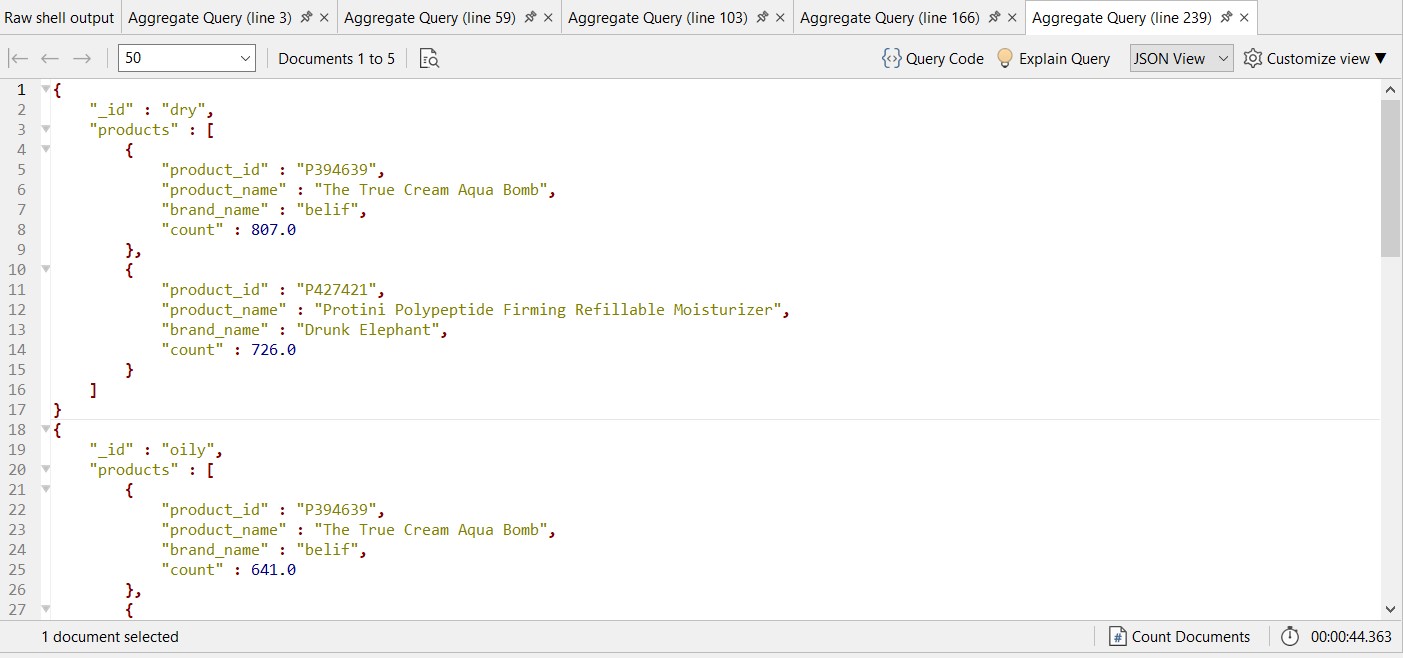 Raw shell output Aggregate Query (line 3) Aggregate Query (line 59) Aggregate Query (line 103) Aggregate Query (line 166) Aggregate Query (line 239)
50 Documents 1 to 5 Query Code Explain Query JSON View Customize view
1 {
2 "_id" : "dry",
3 "products" : [
4 {
5 "product_id" : "P394639",
6 "product_name" : "The True Cream Aqua Bomb",
7 "brand_name" : "belif",
8 "count" : 807.0
9 },
10 {
11 "product_id" : "P427421",
12 "product_name" : "Protini Polypeptide Firming Refillable Moisturizer",
13 "brand_name" : "Drunk Elephant",
14 "count" : 726.0
15 }
16 ]
17 }
18 {
19 "_id" : "oily",
20 "products" : [
21 {
22 "product_id" : "P394639",
23 "product_name" : "The True Cream Aqua Bomb",
24 "brand_name" : "belif",
25 "count" : 641.0
26 },
27 {
1 document selected # Count Documents 00:00:44.363